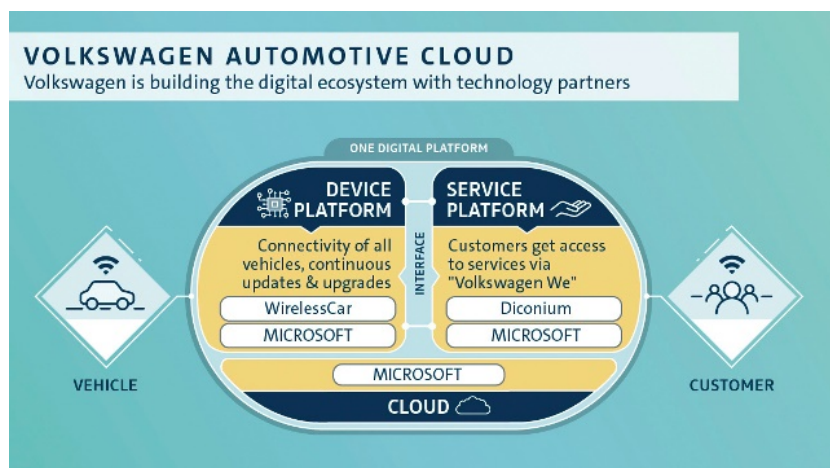 VOLKSWAGEN AUTOMOTIVE CLOUD
Volkswagen is building the digital ecosystem with technology partners
ONE DIGITAL PLATFORM
DEVICE
PLATFORM
Connectivity of all
vehicles, continuous
updates & upgrades
WirelessCar
MICROSOFT
INTERFACE
SERVICE
PLATFORM
Customers get access
to services via
"Volkswagen We"
Diconium
MICROSOFT
MICROSOFT
CLOUD
VEHICLE
CUSTOMER